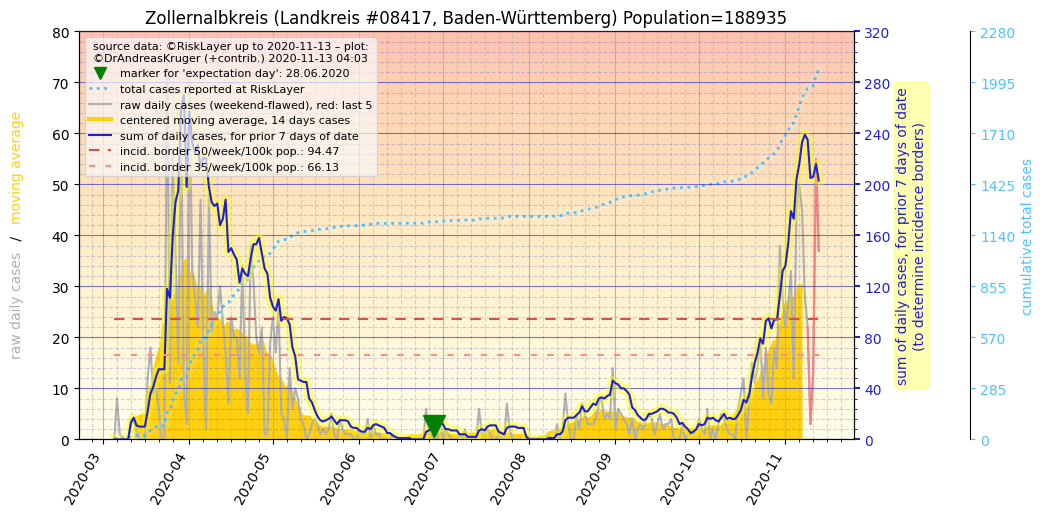 Zollernalbkreis (Landkreis #08417, Baden-Württemberg) Population=188935
source data: ©RiskLayer up to 2020-11-13 – plot:
©DrAndreasKruger (+contrib.) 2020-11-13 04:03
marker for 'expectation day': 28.06.2020
total cases reported at RiskLayer
raw daily cases (weekend-flawed), red: last 5
centered moving average, 14 days cases
sum of daily cases, for prior 7 days of date
incid. border 50/week/100k pop.: 94.47
incid. border 35/week/100k pop.: 66.13
raw daily cases / moving average
80
70
60
50
40
30
20
10
0
2020-03
2020-04
2020-05
2020-06
2020-07
2020-08
2020-09
2020-10
2020-11
320
280
240
200
160
120
80
40
0
sum of daily cases, for prior 7 days of date
(to determine incidence borders)
2280
1995
1710
1425
1140
855
570
285
0
cumulative total cases